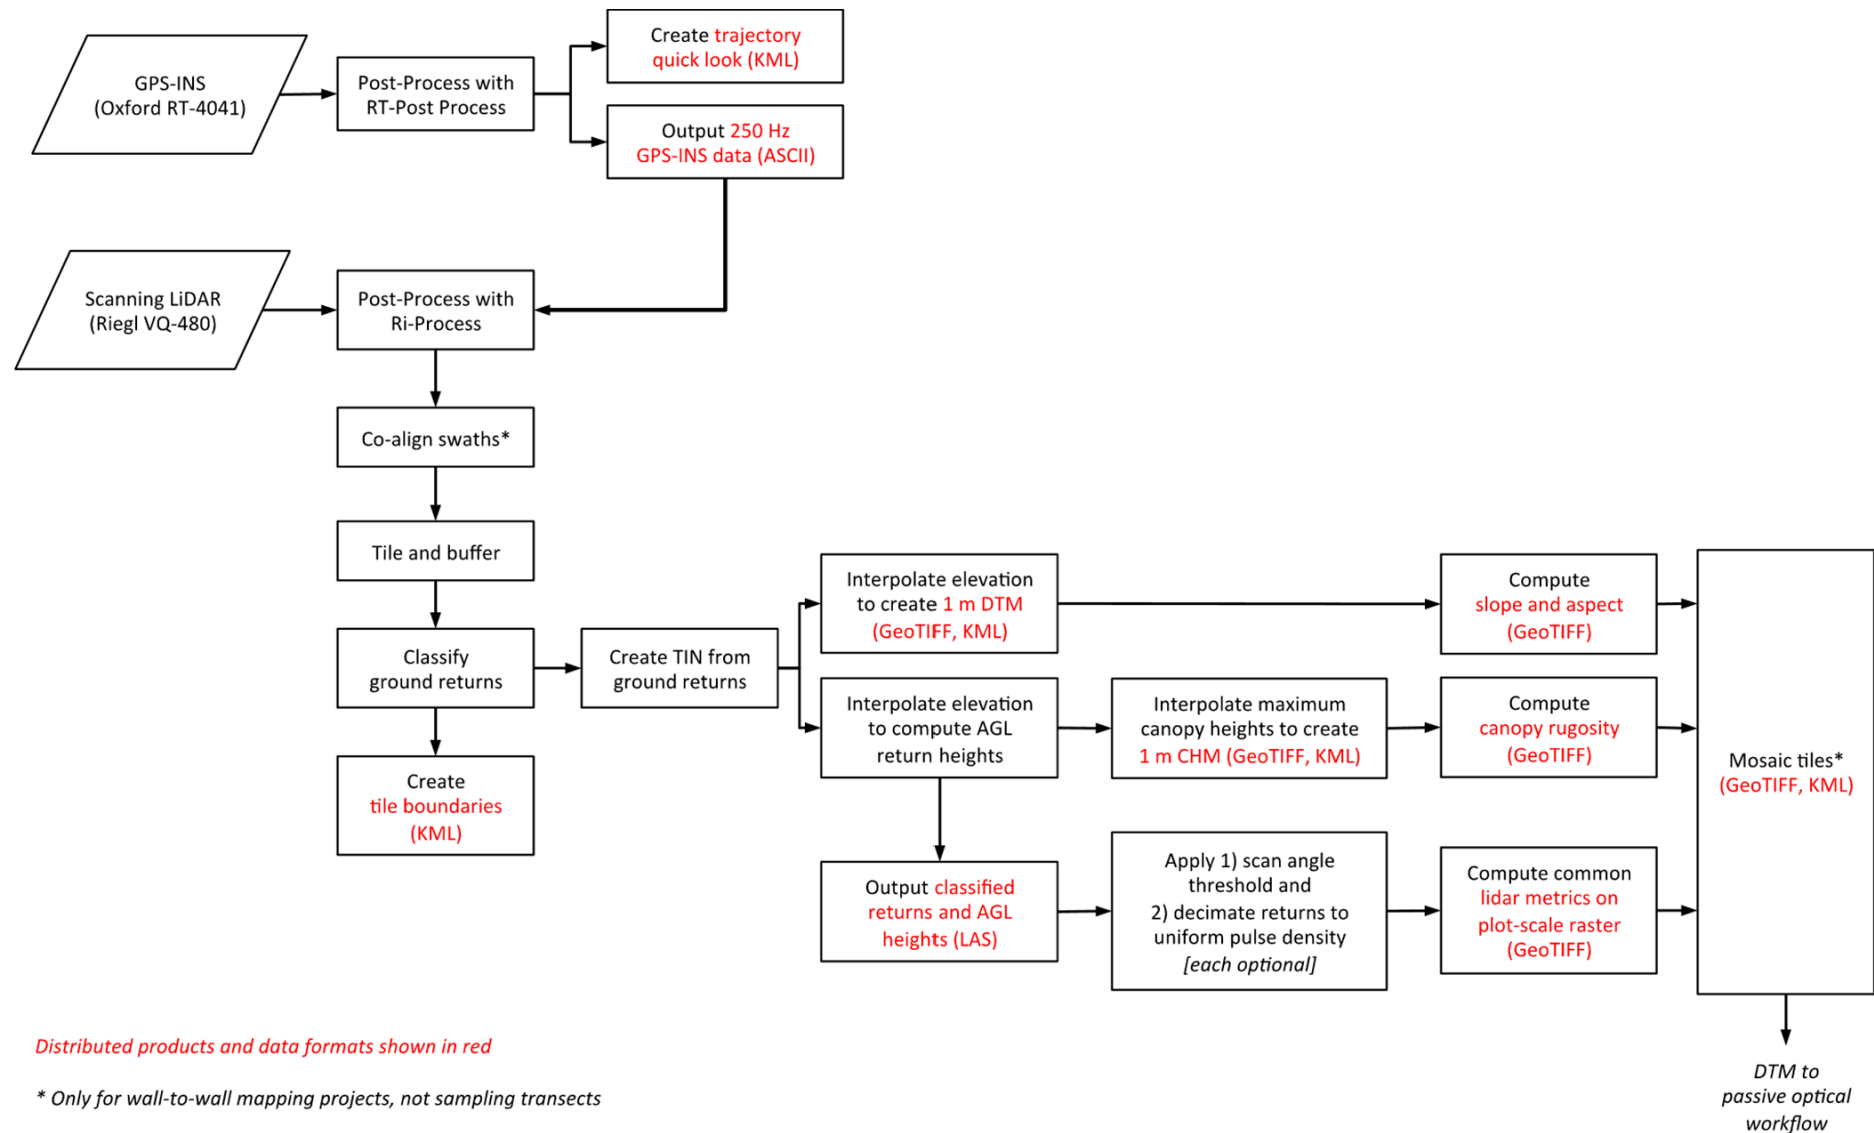 GPS-INS
(Oxford RT-4041)
Post-Process with
RT-Post Process
Create trajectory
quick look (KML)
Output 250 Hz
GPS-INS data (ASCII)
Scanning LiDAR
(Riegl VQ-480)
Post-Process with
Ri-Process
Co-align swaths*
Tile and buffer
Classify
ground returns
Create
tile boundaries
(KML)
Create TIN from
ground returns
Interpolate elevation
to create 1 m DTM
(GeoTIFF, KML)
Compute
slope and aspect
(GeoTIFF)
Interpolate elevation
to compute AGL
return heights
Interpolate maximum
canopy heights to create
1 m CHM (GeoTIFF, KML)
Compute
canopy rugosity
(GeoTIFF)
Output classified
returns and AGL
heights (LAS)
Apply 1) scan angle
threshold and
2) decimate returns to
uniform pulse density
[each optional]
Compute common
lidar metrics on
plot-scale raster
(GeoTIFF)
Mosaic tiles*
(GeoTIFF, KML)
DTM to
passive optical
workflow
Distributed products and data formats shown in red
* Only for wall-to-wall mapping projects, not sampling transects